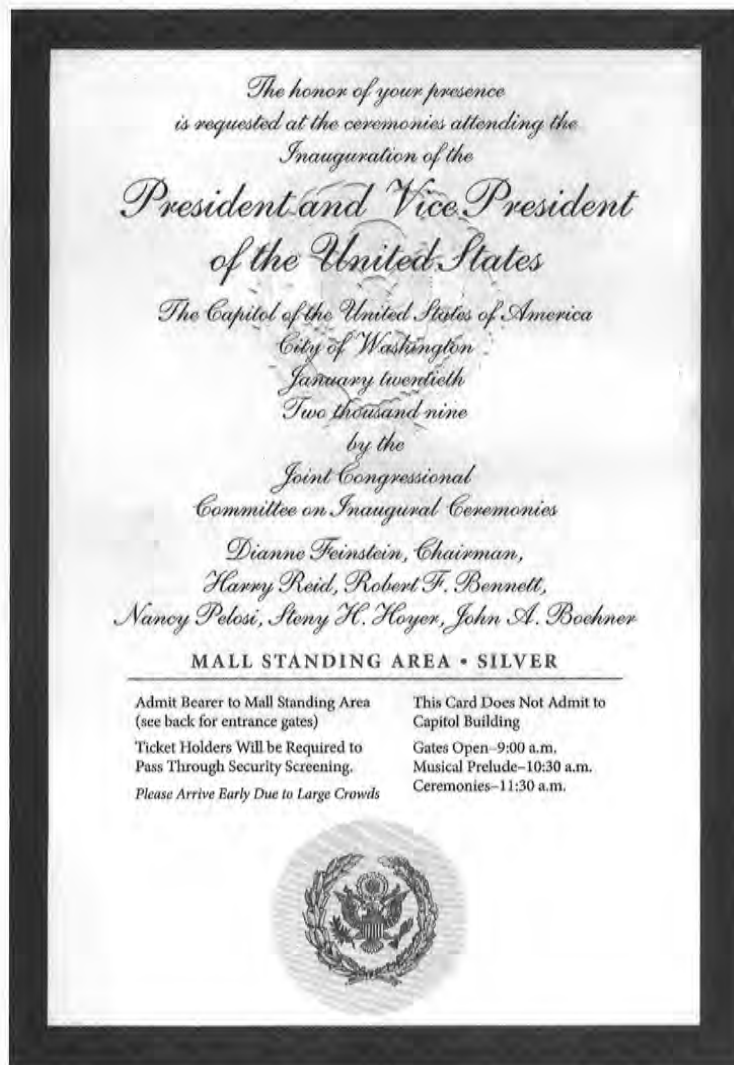 The honor of your presence
is requested at the ceremonies attending the
Inauguration of the
President and Vice President
of the United States
The Capitol of the United States of America
City of Washington
January twentieth
Two thousand nine
by the
Joint Congressional
Committee on Inaugural Ceremonies
Dianne Feinstein, Chairman,
Harry Reid, Robert F. Bennett,
Nancy Pelosi, Steny H. Hoyer, John A. Boehner
MALL STANDING AREA • SILVER
Admit Bearer to Mall Standing Area
(see back for entrance gates)
Ticket Holders Will be Required to
Pass Through Security Screening.
Please Arrive Early Due to Large Crowds
This Card Does Not Admit to
Capitol Building
Gates Open–9:00 a.m.
Musical Prelude–10:30 a.m.
Ceremonies–11:30 a.m.